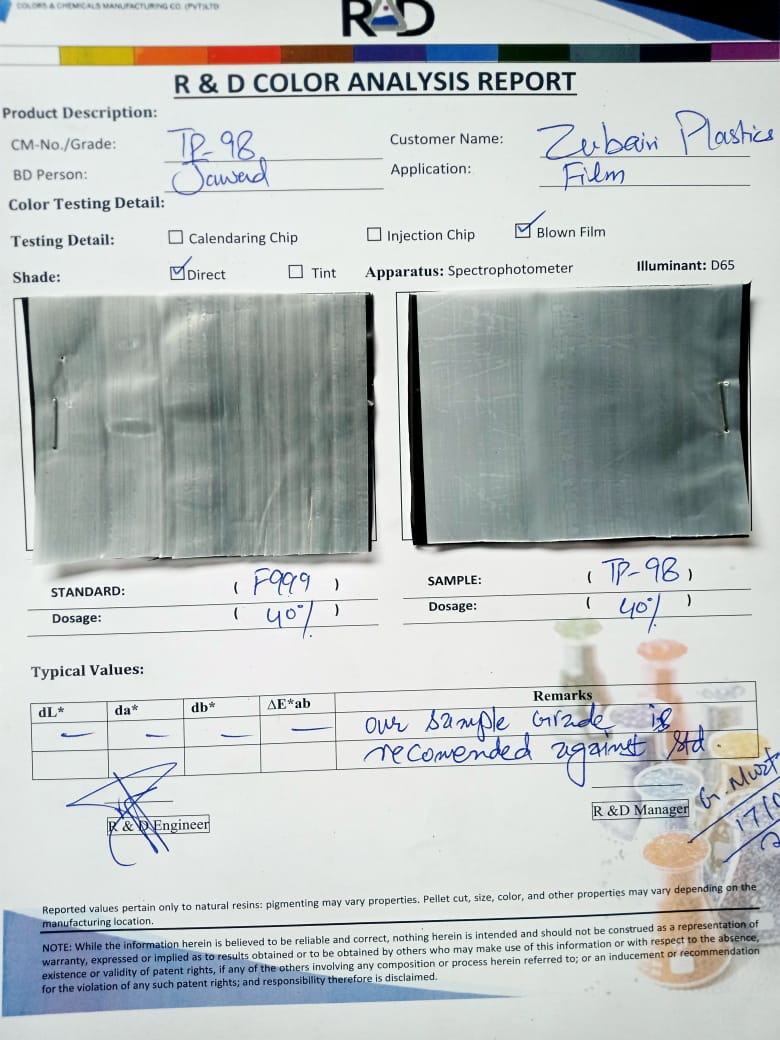 COLORS & CHEMICALS MANUFACTURING CO. (PVT)LTD
R&D
R & D COLOR ANALYSIS REPORT
Product Description:
CM-No./Grade: TP-98
Customer Name: Zubair Plastics
BD Person: Jawad
Application: Film
Color Testing Detail:
Testing Detail: Calendaring Chip Injection Chip Blown Film
Shade: Direct Tint Apparatus: Spectrophotometer Illuminant: D65
STANDARD: ( F999 ) SAMPLE: ( TP-98 )
Dosage: ( 40% ) Dosage: ( 40% )
Typical Values:
dL* da* db* ΔE*ab Remarks
— — — — our sample Grade is
recomended against std.
R & D Engineer
R &D Manager
G.
Reported values pertain only to natural resins: pigmenting may vary properties. Pellet cut, size, color, and other properties may vary depending on the
manufacturing location.
NOTE: While the information herein is believed to be reliable and correct, nothing herein is intended and should not be construed as a representation of
warranty, expressed or implied as to results obtained or to be obtained by others who may make use of this information or with respect to the absence,
existence or validity of patent rights, if any of the others involving any composition or process herein referred to; or an inducement or recommendation
for the violation of any such patent rights; and responsibility therefore is disclaimed.